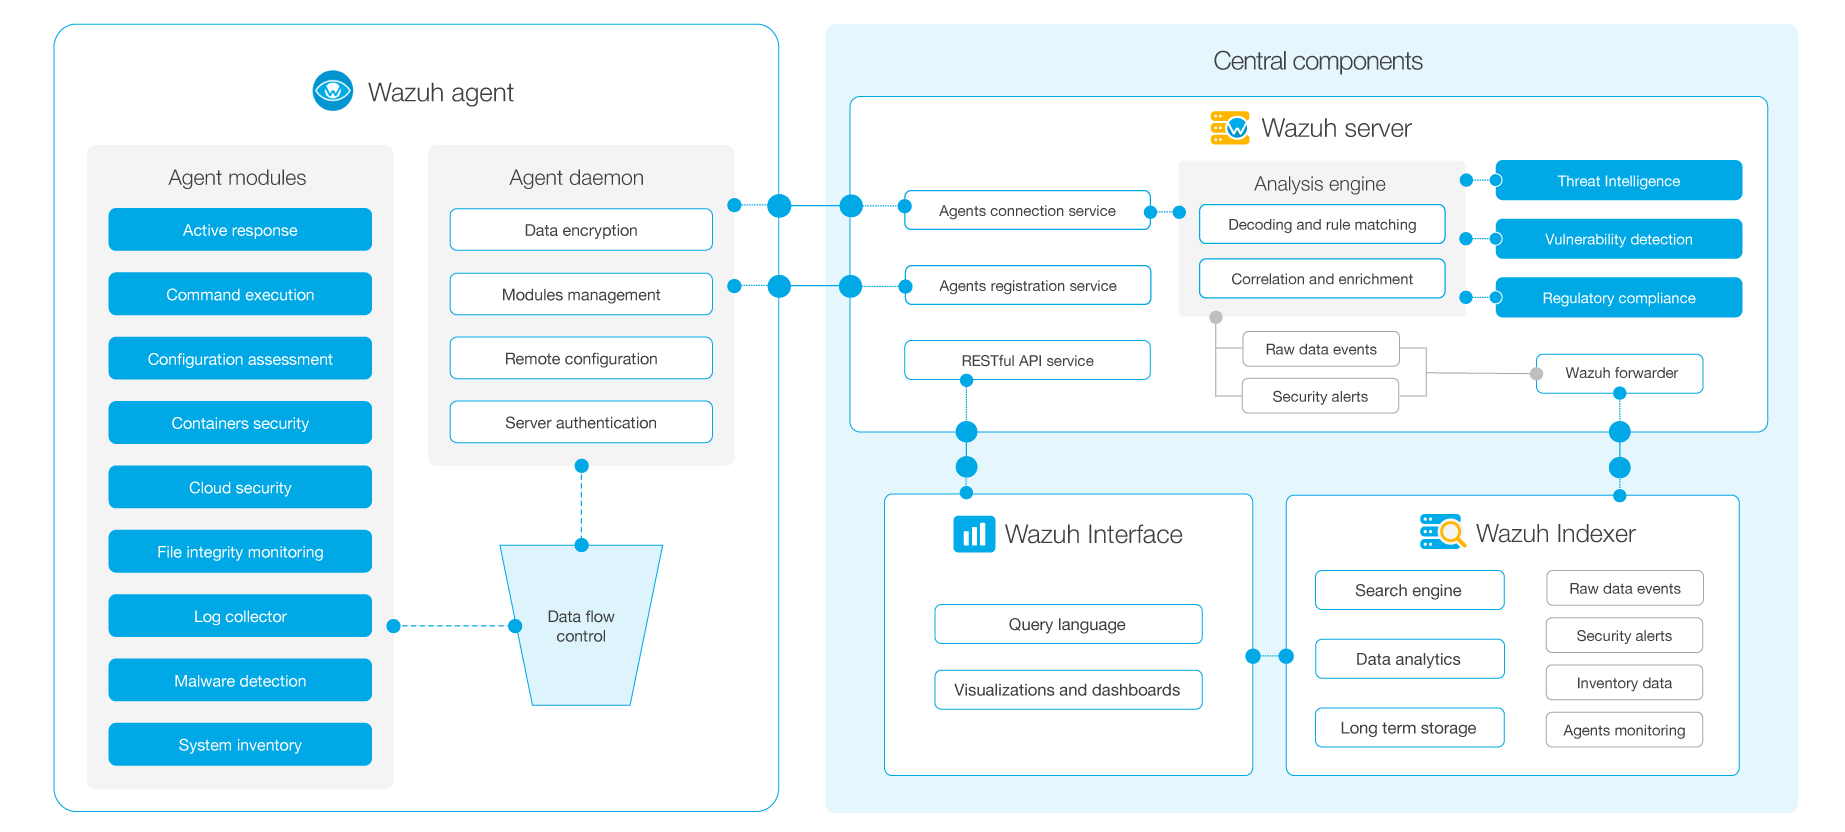 Wazuh agent
Agent modules
Active response
Command execution
Configuration assessment
Containers security
Cloud security
File integrity monitoring
Log collector
Malware detection
System inventory
Agent daemon
Data encryption
Modules management
Remote configuration
Server authentication
Data flow
control
Central components
Wazuh server
Agents connection service
Agents registration service
RESTful API service
Analysis engine
Decoding and rule matching
Correlation and enrichment
Threat Intelligence
Vulnerability detection
Regulatory compliance
Raw data events
Security alerts
Wazuh forwarder
Wazuh Interface
Query language
Visualizations and dashboards
Wazuh Indexer
Search engine
Data analytics
Long term storage
Raw data events
Security alerts
Inventory data
Agents monitoring